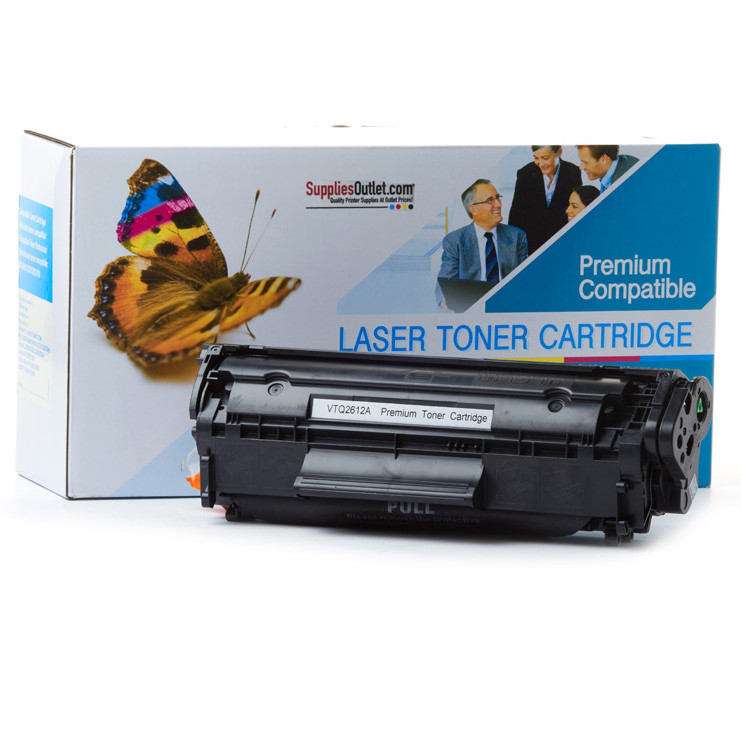 SuppliesOutlet.com
Quality Printer Supplies At Outlet Prices!
Premium
Compatible
LASER TONER CARTRIDGE
VTQ2612A Premium Toner Cartridge
PULL